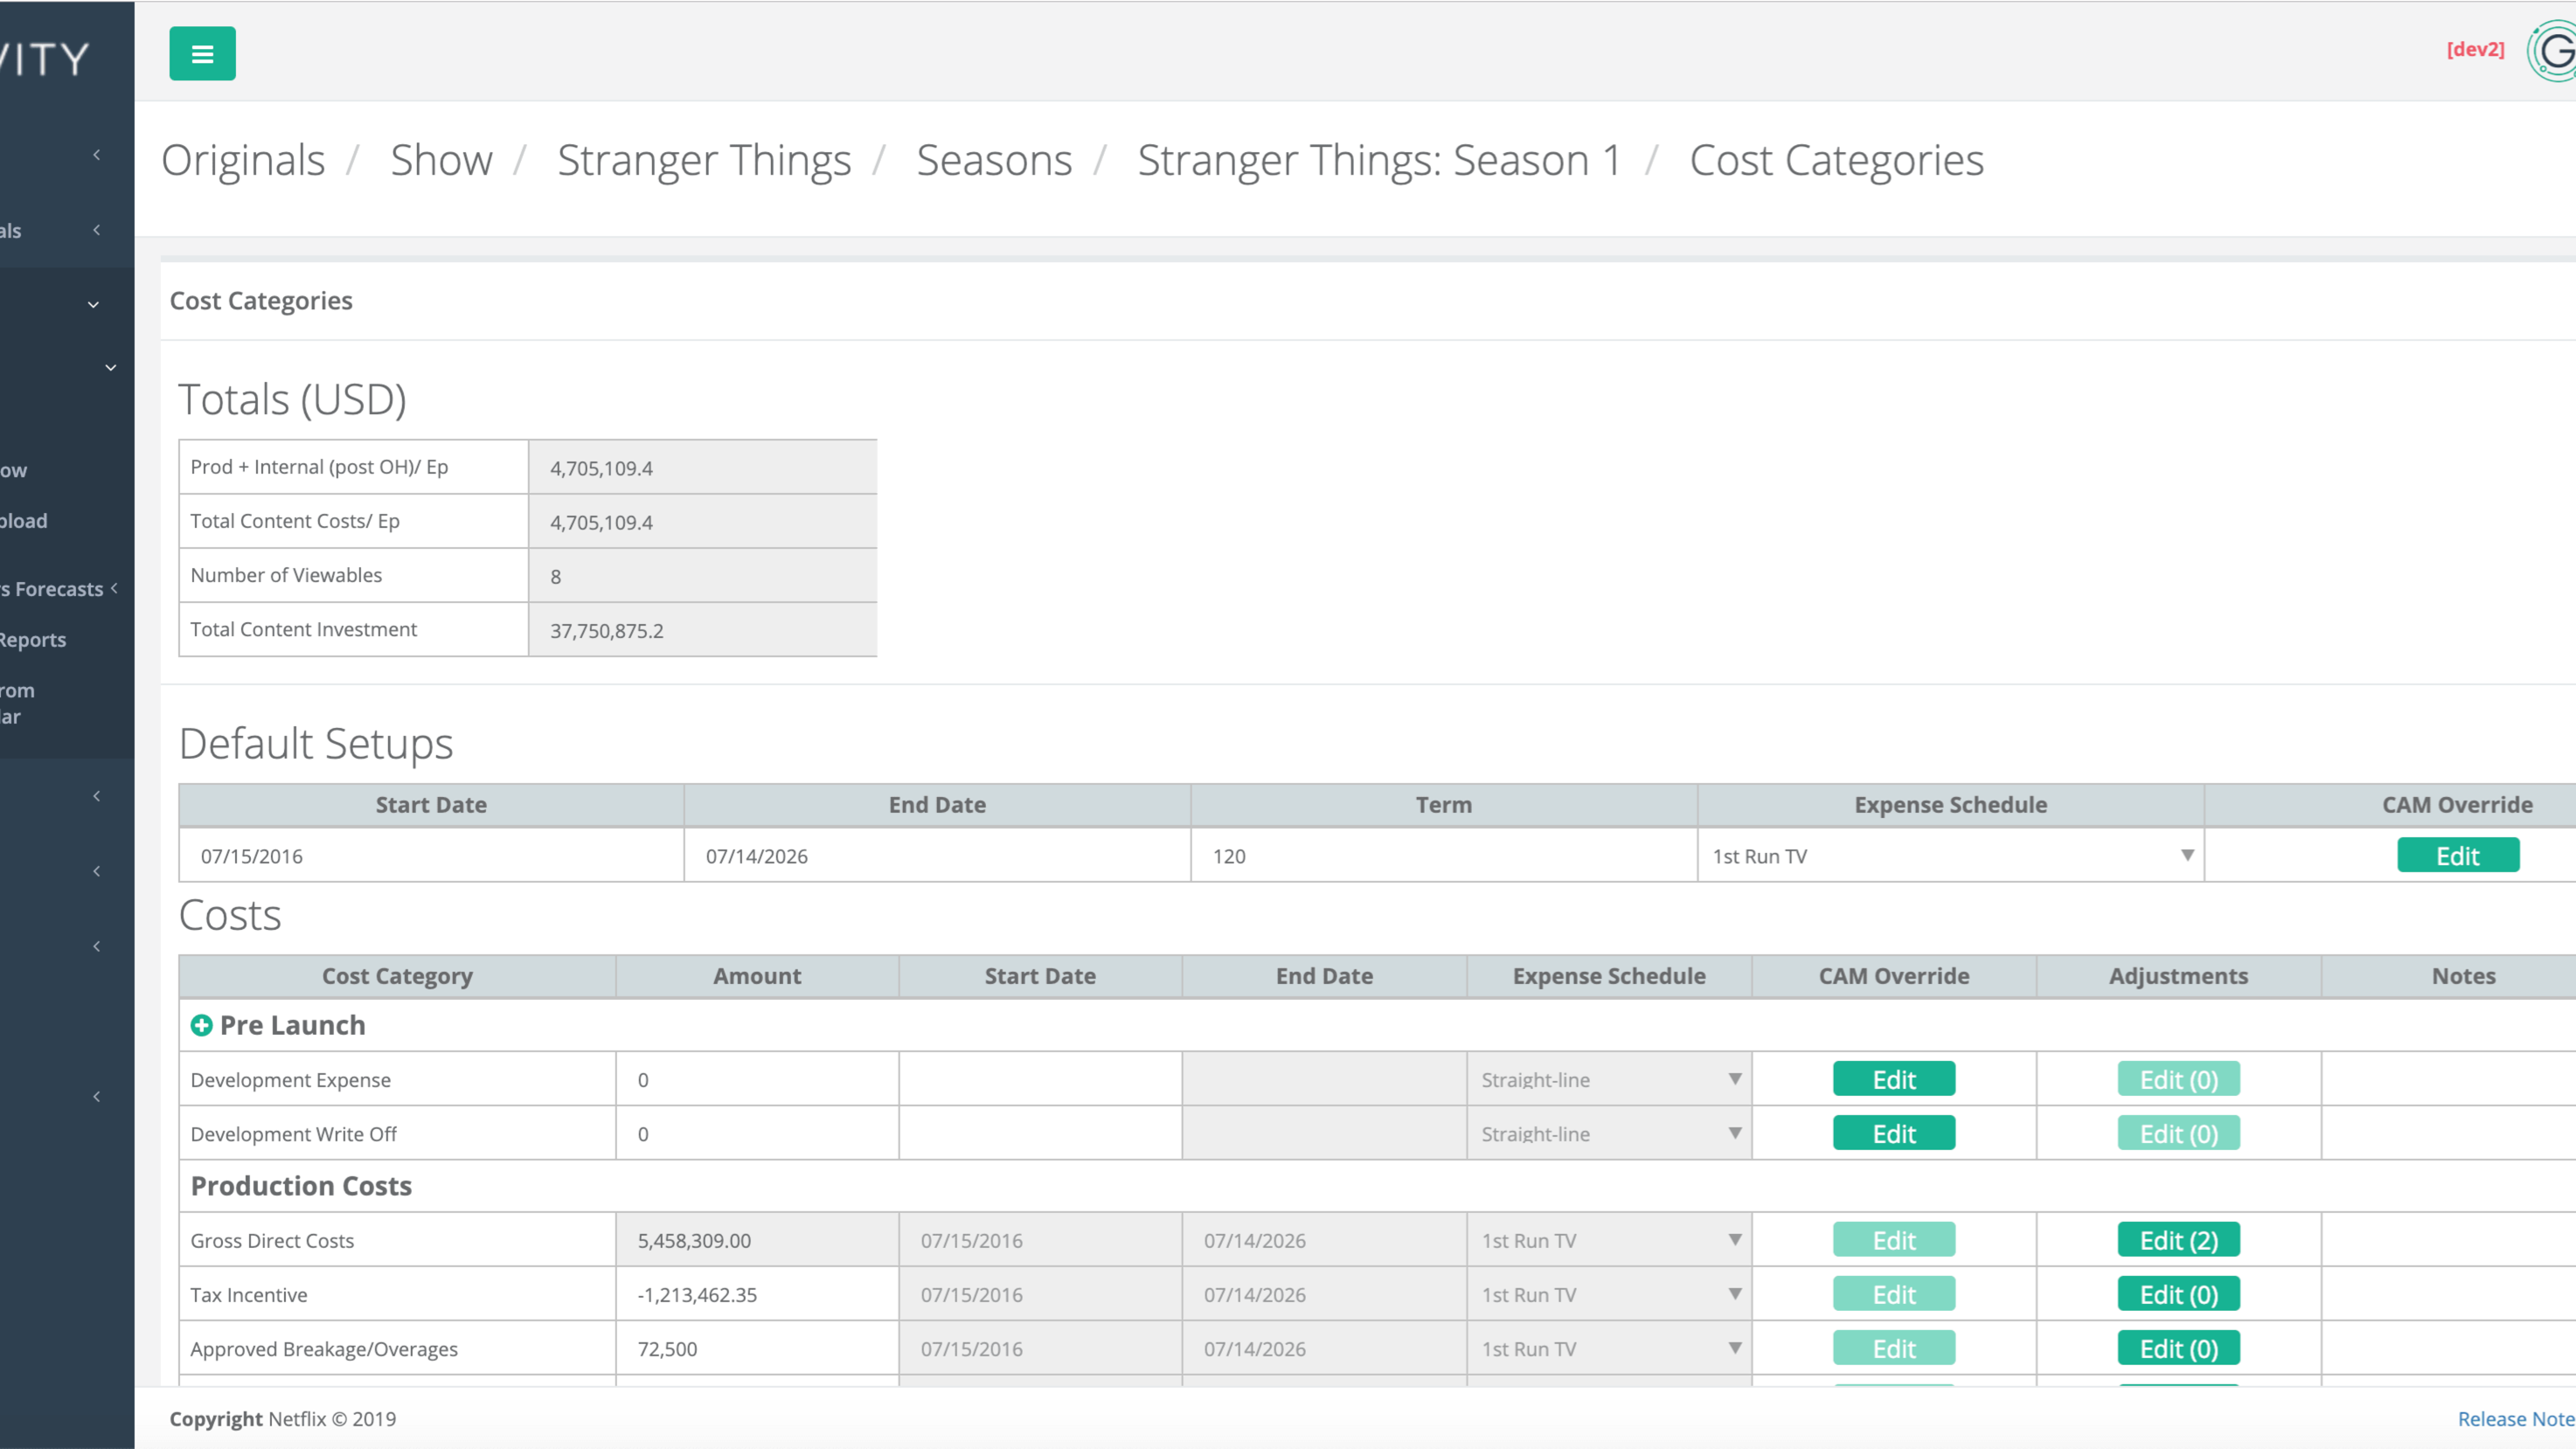 VITY
[dev2]
G
Originals / Show / Stranger Things / Seasons / Stranger Things: Season 1 / Cost Categories
als
ow
pload
s Forecasts
Reports
rom
lar
Cost Categories
Totals (USD)
Prod + Internal (post OH)/ Ep 4,705,109.4
Total Content Costs/ Ep 4,705,109.4
Number of Viewables 8
Total Content Investment 37,750,875.2
Default Setups
Start Date End Date Term Expense Schedule CAM Override
07/15/2016 07/14/2026 120 1st Run TV Edit
Costs
Cost Category Amount Start Date End Date Expense Schedule CAM Override Adjustments Notes
Pre Launch
Development Expense 0 Straight-line Edit Edit (0)
Development Write Off 0 Straight-line Edit Edit (0)
Production Costs
Gross Direct Costs 5,458,309.00 07/15/2016 07/14/2026 1st Run TV Edit Edit (2)
Tax Incentive -1,213,462.35 07/15/2016 07/14/2026 1st Run TV Edit Edit (0)
Approved Breakage/Overages 72,500 07/15/2016 07/14/2026 1st Run TV Edit Edit (0)
Copyright Netflix © 2019
Release Note